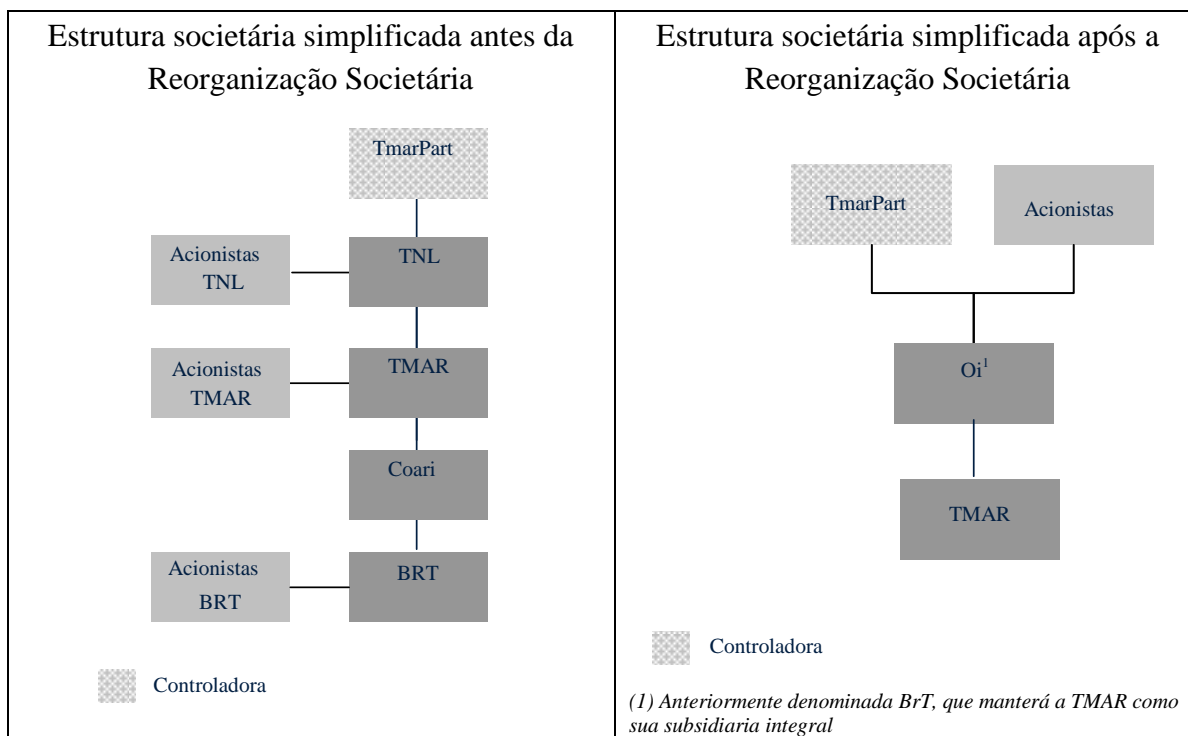 Estrutura societária simplificada antes da
Reorganização Societária
TmarPart
Acionistas
TNL
TNL
Acionistas
TMAR
TMAR
Coari
Acionistas
BRT
BRT
Controladora
Estrutura societária simplificada após a
Reorganização Societária
TmarPart
Acionistas
Oi¹
TMAR
Controladora
(1) Anteriormente denominada BrT, que manterá a TMAR como
sua subsidiaria integral